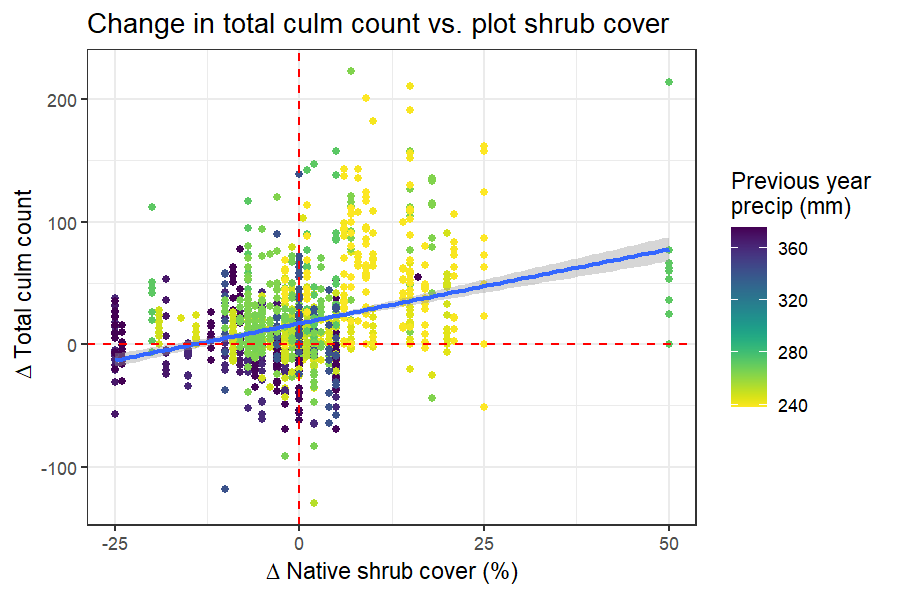 Change in total culm count vs. plot shrub cover
Δ Total culm count
200
100
0
-100
-25
0
25
50
Δ Native shrub cover (%)
Previous year
precip (mm)
360
320
280
240